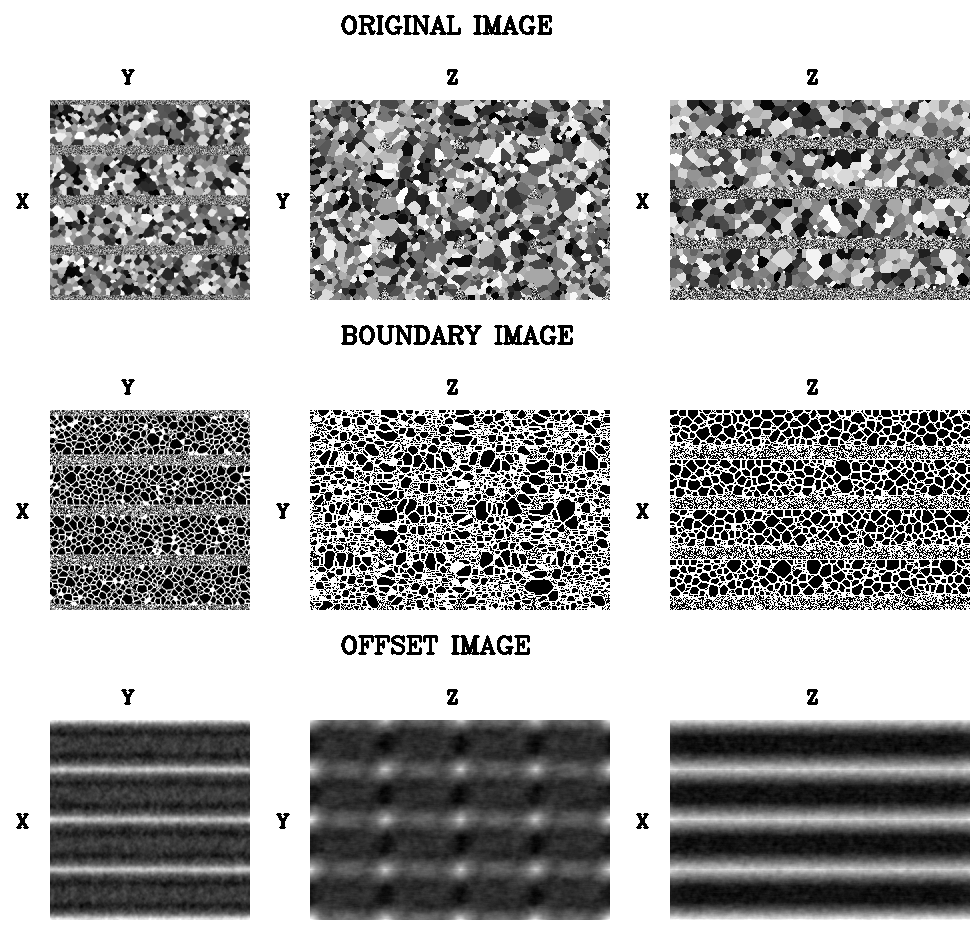 ORIGINAL IMAGE
Y Z Z
X Y X
BOUNDARY IMAGE
Y Z Z
X Y X
OFFSET IMAGE
Y Z Z
X Y X